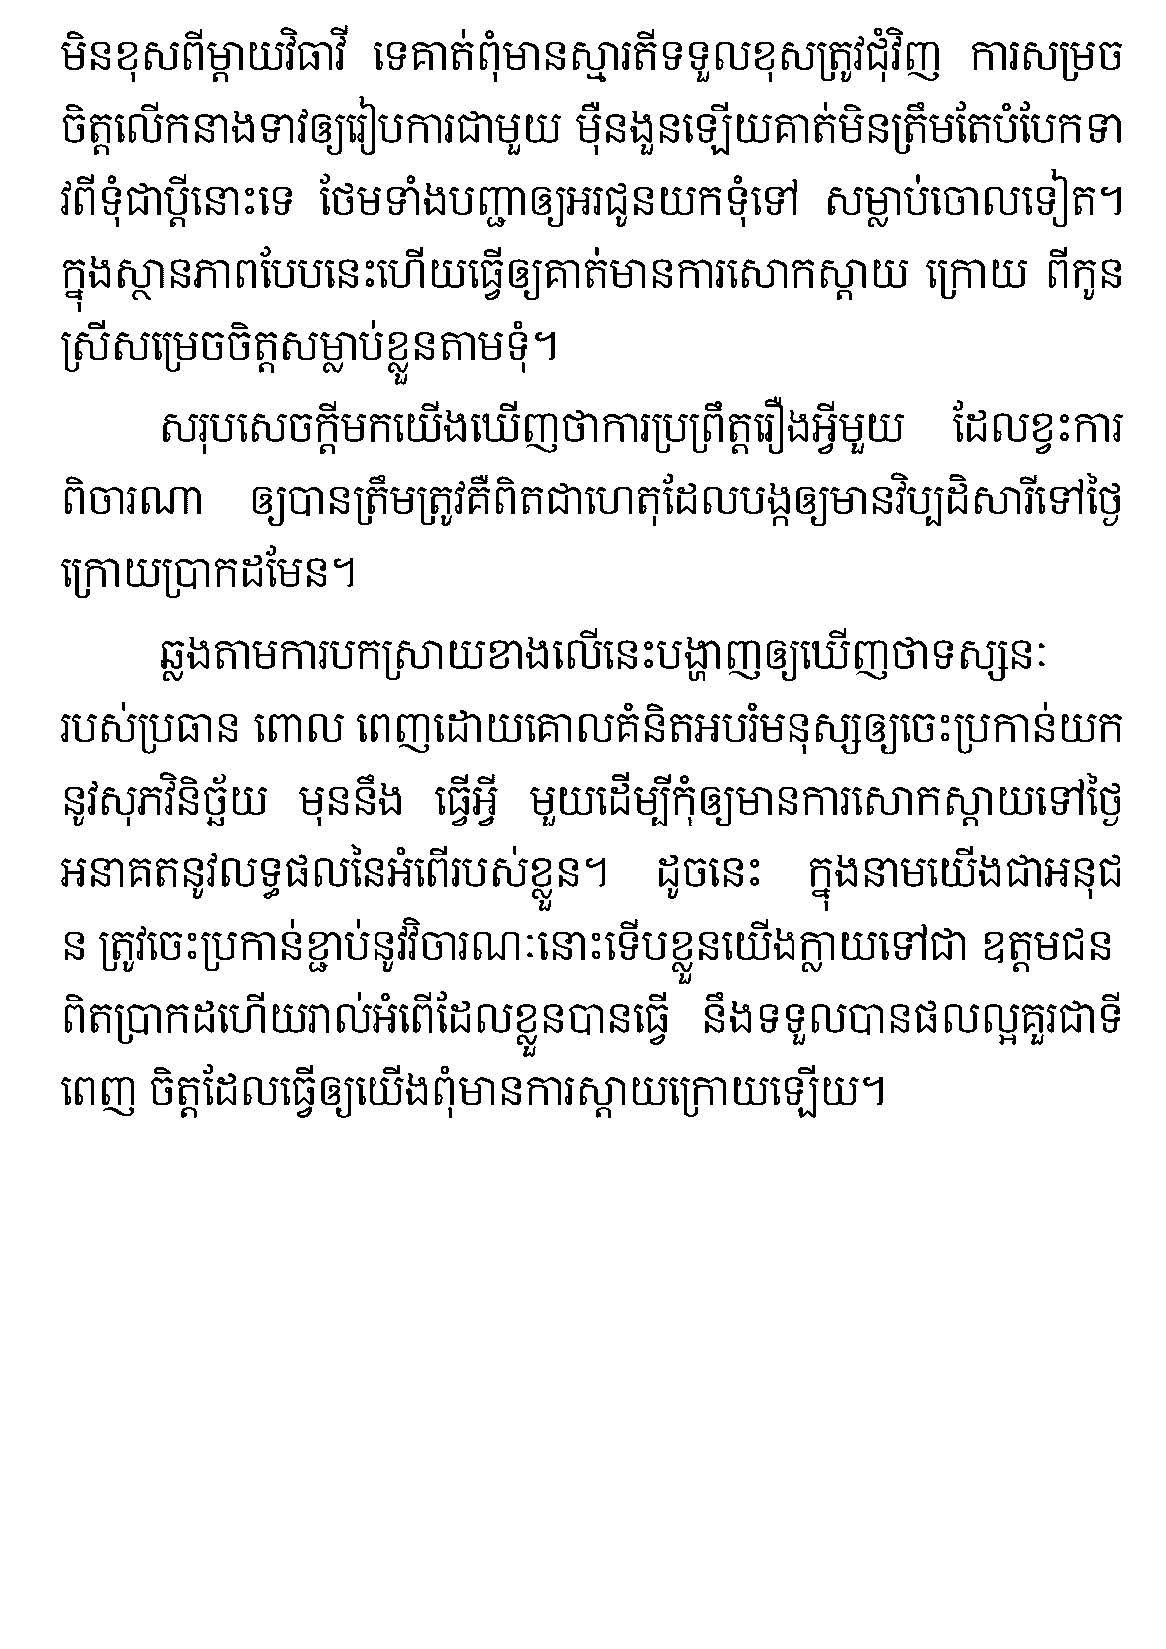 មិនខុសពីម្ដាយវិធាវី ទេគាត់ពុំមានស្មារតីទទួលខុសត្រូវជុំវិញ ការសម្រច
ចិត្តលើកនាងទាវឲ្យរៀបការជាមួយ ម៉ឺនងួនឡើយគាត់មិនត្រឹមតែបំបែកទា
វពីទុំជាប្ដីនោះទេ ថែមទាំងបញ្ជាឲ្យអរជូនយកទុំទៅ សម្លាប់ចោលទៀត។
ក្នុងស្ថានភាពបែបនេះហើយធ្វើឲ្យគាត់មានការសោកស្ដាយ ក្រោយ ពីកូន
ស្រីសម្រេចចិត្តសម្លាប់ខ្លួនតាមទុំ។
សរុបសេចក្ដីមកយើងឃើញថាការប្រព្រឹត្តរឿងអ្វីមួយ ដែលខ្វះការ
ពិចារណា ឲ្យបានត្រឹមត្រូវគឺពិតជាហេតុដែលបង្កឲ្យមានវិប្បដិសារីទៅថ្ងៃ
ក្រោយប្រាកដមែន។
ឆ្លងតាមការបកស្រាយខាងលើនេះបង្ហាញឲ្យឃើញថាទស្សនៈ
របស់ប្រធាន ពោល ពេញដោយគោលគំនិតអបរំមនុស្សឲ្យចេះប្រកាន់យក
នូវសុភវិនិច្ឆ័យ មុននឹង ធ្វើអ្វី មួយដើម្បីកុំឲ្យមានការសោកស្ដាយទៅថ្ងៃ
អនាគតនូវលទ្ធផលនៃអំពើរបស់ខ្លួន។ ដូចនេះ ក្នុងនាមយើងជាអនុជ
ន ត្រូវចេះប្រកាន់ខ្ជាប់នូវវិចារណៈនោះទើបខ្លួនយើងក្លាយទៅជា ឧត្តមជន
ពិតប្រាកដហើយរាល់អំពើដែលខ្លួនបានធ្វើ នឹងទទួលបានផលល្អគួរជាទី
ពេញ ចិត្តដែលធ្វើឲ្យយើងពុំមានការស្ដាយក្រោយឡើយ។